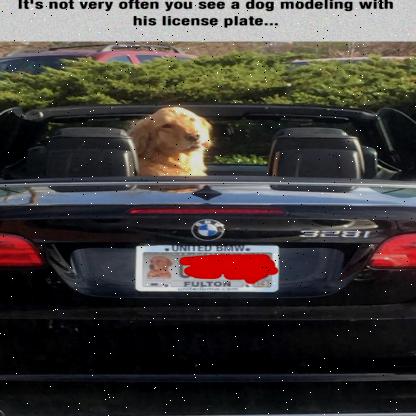 It's not very often you see a dog modeling with
his license plate...
328i
UNITED BMW
FULTON